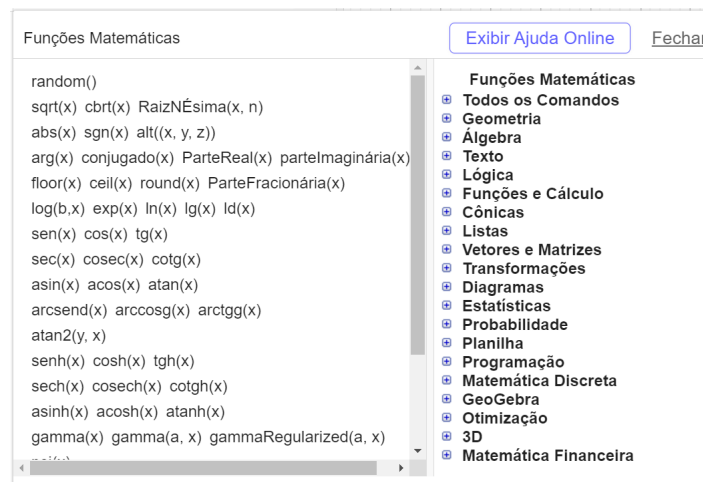 Funções Matemáticas
Exibir Ajuda Online
Fechar
random()
sqrt(x) cbrt(x) RaizNÉsima(x, n)
abs(x) sgn(x) alt((x, y, z))
arg(x) conjugado(x) ParteReal(x) parteImaginária(x)
floor(x) ceil(x) round(x) ParteFracionária(x)
log(b,x) exp(x) ln(x) lg(x) ld(x)
sen(x) cos(x) tg(x)
sec(x) cosec(x) cotg(x)
asin(x) acos(x) atan(x)
arcsend(x) arccosg(x) arctgg(x)
atan2(y, x)
senh(x) cosh(x) tgh(x)
sech(x) cosech(x) cotgh(x)
asinh(x) acosh(x) atanh(x)
gamma(x) gamma(a, x) gammaRegularized(a, x)
Funções Matemáticas
Todos os Comandos
Geometria
Álgebra
Texto
Lógica
Funções e Cálculo
Cônicas
Listas
Vetores e Matrizes
Transformações
Diagramas
Estatísticas
Probabilidade
Planilha
Programação
Matemática Discreta
GeoGebra
Otimização
3D
Matemática Financeira